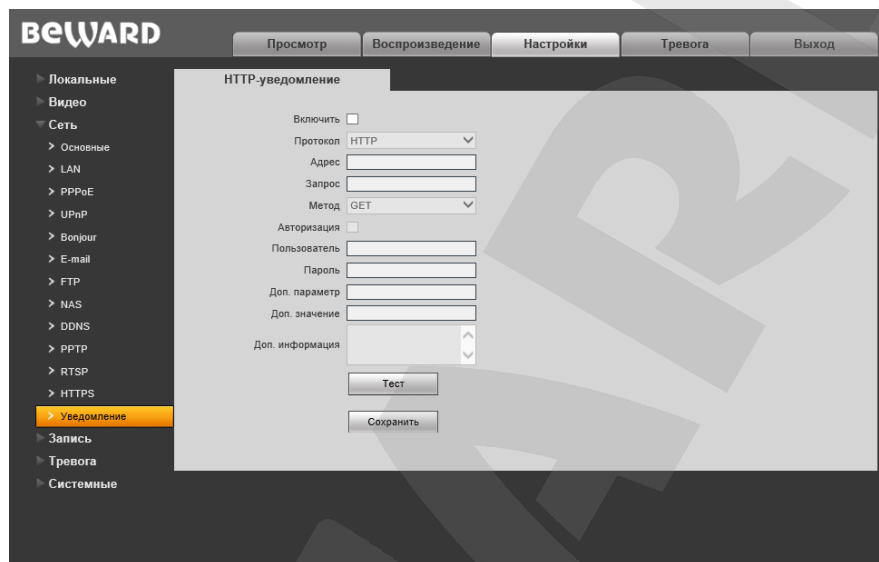 BEWARD
Просмотр
Воспроизведение
Настройки
Тревога
Выход
Локальные
Видео
Сеть
Основные
LAN
PPPoE
UPnP
Bonjour
E-mail
FTP
NAS
DDNS
PPTP
RTSP
HTTPS
Уведомление
Запись
Тревога
Системные
HTTP-уведомление
Включить
Протокол HTTP
Адрес
Запрос
Метод GET
Авторизация
Пользователь
Пароль
Доп. параметр
Доп. значение
Доп. информация
Тест
Сохранить